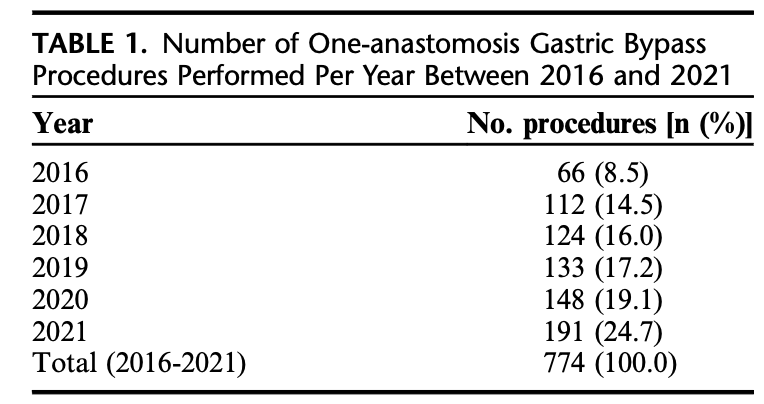 TABLE 1. Number of One-anastomosis Gastric Bypass
Procedures Performed Per Year Between 2016 and 2021
Year No. procedures [n (%)]
2016 66 (8.5)
2017 112 (14.5)
2018 124 (16.0)
2019 133 (17.2)
2020 148 (19.1)
2021 191 (24.7)
Total (2016-2021) 774 (100.0)